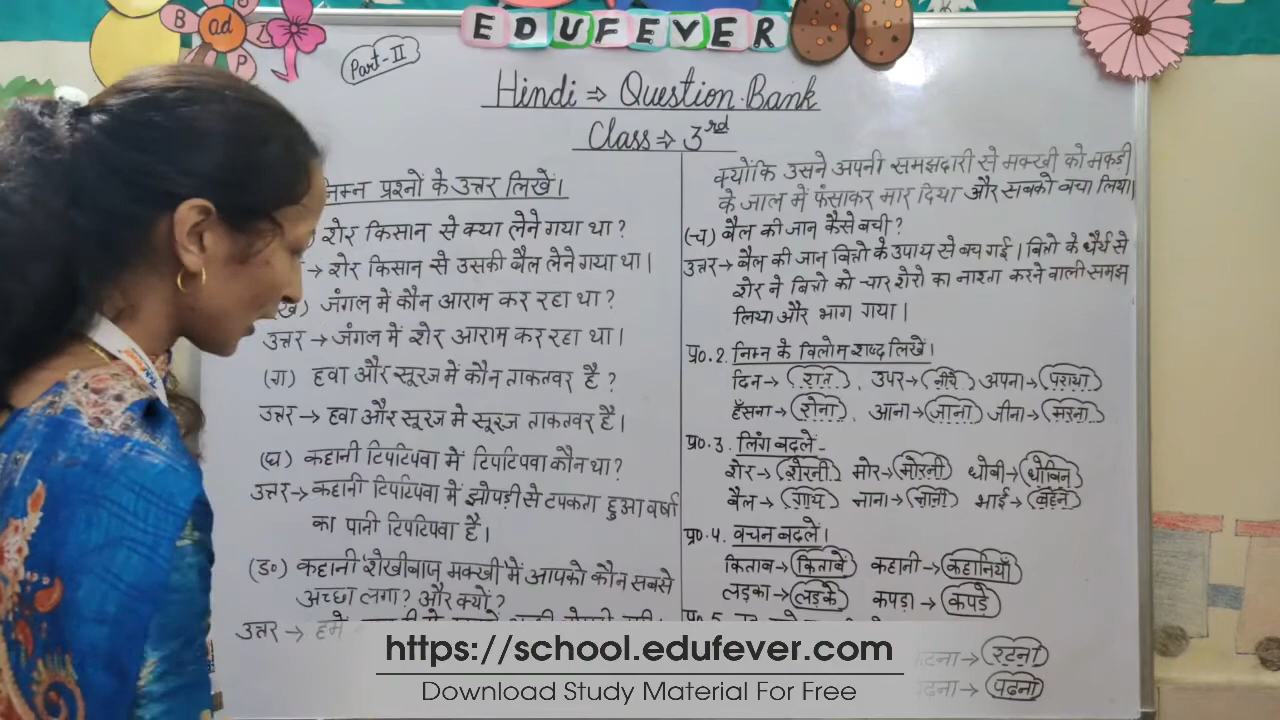 EDUFEVER
B
ad
P
Part-II
Hindi ⇒ Question Bank
Class ⇒ 3rd
निम्न प्रश्नों के उत्तर लिखें।
शेर किसान से क्या लेने गया था?
→ शेर किसान से उसकी बैल लेने गया था।
(ख) जंगल में कौन आराम कर रहा था?
उत्तर → जंगल में शेर आराम कर रहा था।
(ग) हवा और सूरज में कौन ताकतवर है?
उत्तर → हवा और सूरज मे सूरज ताकतवर है।
(घ) कहानी टिपटिपवा में टिपटिपवा कौन था?
उत्तर → कहानी टिपटिपवा में झोपड़ी से टपकता हुआ वर्षा
का पानी टिपटिपवा है।
(ड०) कहानी 'शेखीबाज़ मक्खी' में आपको कौन सबसे
अच्छा लगा? और क्यों?
उत्तर → हमे
क्योंकि उसने अपनी समझदारी से मक्खी को मकड़ी
के जाल में फंसाकर मार दिया और सबको बचा लिया।
(च) बैल की जान कैसे बची?
उत्तर → बैल की जान बित्तो के उपाय से बच गई। बित्तो के धैर्य से
शेर ने बित्तो को चार शेरो का नाश्ता करने वाली समझ
लिया और भाग गया।
प्र०.2. निम्न के विलोम शब्द लिखें।
दिन → रात, उपर → नीचे, अपना → पराया
हँसना → रोना, आना → जाना, जीना → मरना
प्र०.3. लिंग बदलें -
शेर → शेरनी मोर → मोरनी धोबी → धोबिन
बैल → गाय नाना → नानी भाई → बहन
प्र०.4. वचन बदलें।
किताब → किताबें कहानी → कहानियाँ
लड़का → लड़के कपड़ा → कपड़े
प्र०.5.
→ रटना
→ पढना
https://school.edufever.com
Download Study Material For Free